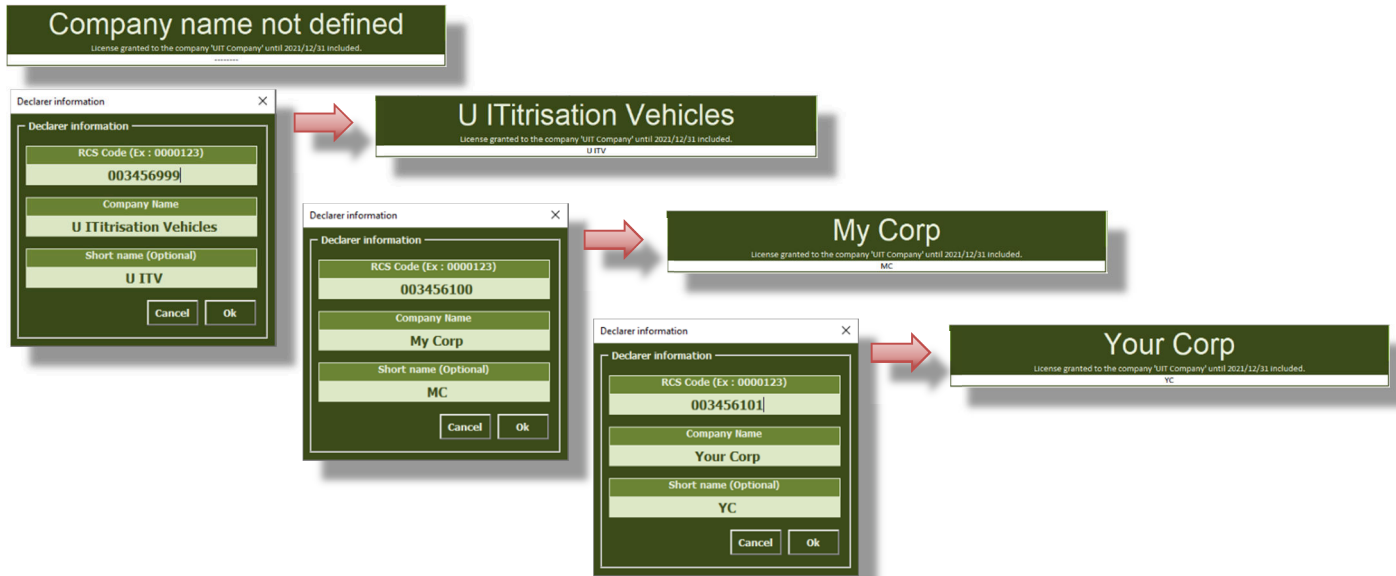 Company name not defined
License granted to the company 'UIT Company' until 2021/12/31 included.
--------
Declarer information
Declarer information
RCS Code (Ex : 0000123)
003456999
Company Name
U ITitrisation Vehicles
Short name (Optional)
U ITV
Cancel Ok
U ITitrisation Vehicles
License granted to the company 'UIT Company' until 2021/12/31 included.
U ITV
Declarer information
Declarer information
RCS Code (Ex : 0000123)
003456100
Company Name
My Corp
Short name (Optional)
MC
Cancel Ok
My Corp
License granted to the company 'UIT Company' until 2021/12/31 included.
MC
Declarer information
Declarer information
RCS Code (Ex : 0000123)
003456101
Company Name
Your Corp
Short name (Optional)
YC
Cancel Ok
Your Corp
License granted to the company 'UIT Company' until 2021/12/31 included.
YC